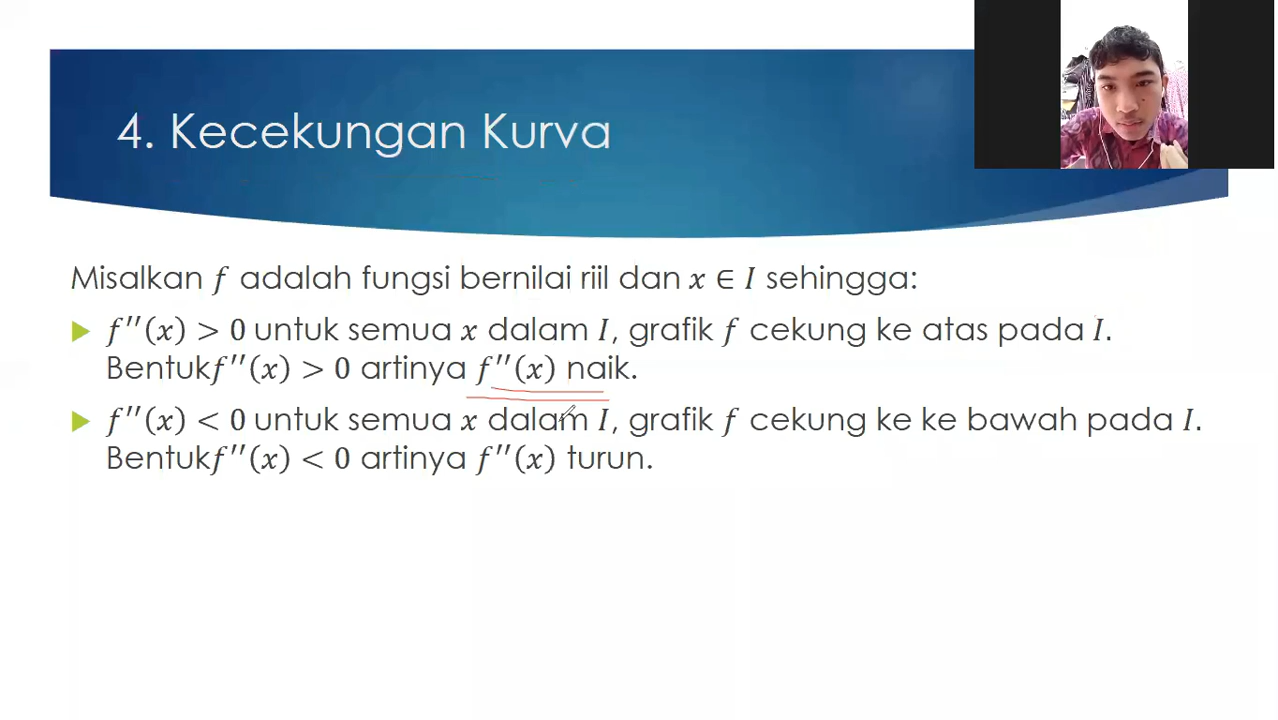 4. Kecekungan Kurva
Misalkan f adalah fungsi bernilai riil dan x ∈ I sehingga:
f′′(x) > 0 untuk semua x dalam I, grafik f cekung ke atas pada I.
Bentukf′′(x) > 0 artinya f′′(x) naik.
f′′(x) < 0 untuk semua x dalam I, grafik f cekung ke ke bawah pada I.
Bentukf′′(x) < 0 artinya f′′(x) turun.